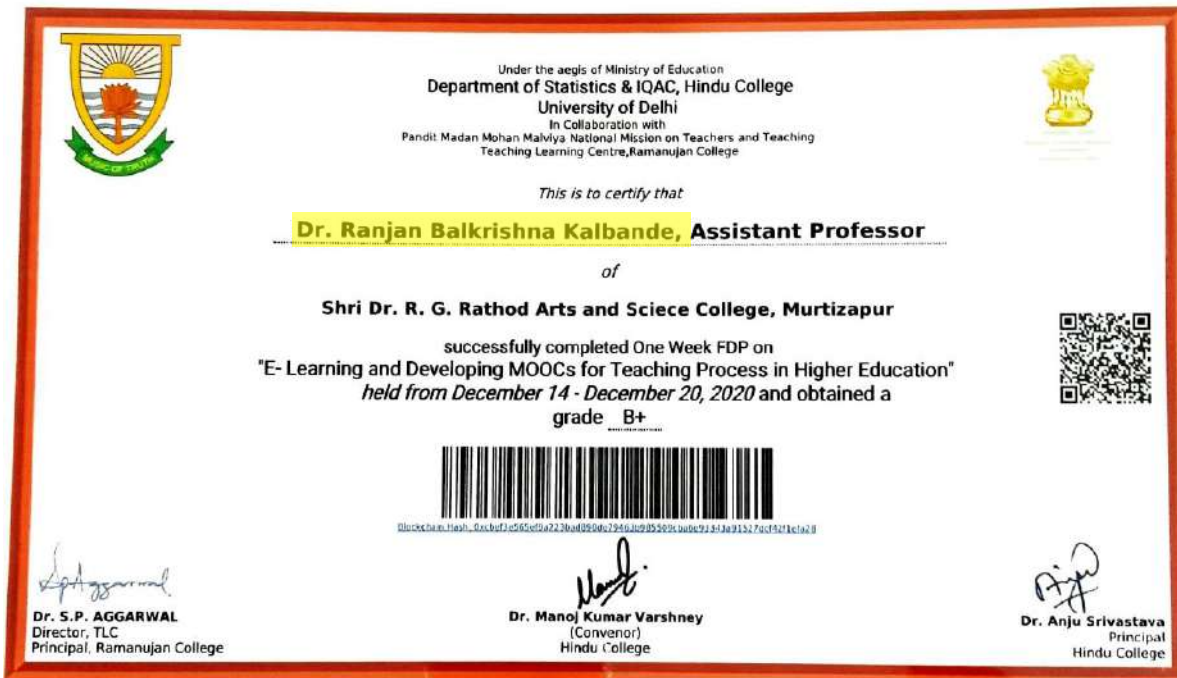 Under the aegis of Ministry of Education
Department of Statistics & IQAC, Hindu College
University of Delhi
In Collaboration with
Pandit Madan Mohan Malviya National Mission on Teachers and Teaching
Teaching Learning Centre,Ramanujan College
MUSIC OF TRUTH
This is to certify that
Dr. Ranjan Balkrishna Kalbande, Assistant Professor
of
Shri Dr. R. G. Rathod Arts and Sciece College, Murtizapur
successfully completed One Week FDP on
"E- Learning and Developing MOOCs for Teaching Process in Higher Education"
held from December 14 - December 20, 2020 and obtained a
grade B+
Blockchain Hash
Dr. S.P. AGGARWAL
Director, TLC
Principal, Ramanujan College
Dr. Manoj Kumar Varshney
(Convenor)
Hindu College
Dr. Anju Srivastava
Principal
Hindu College